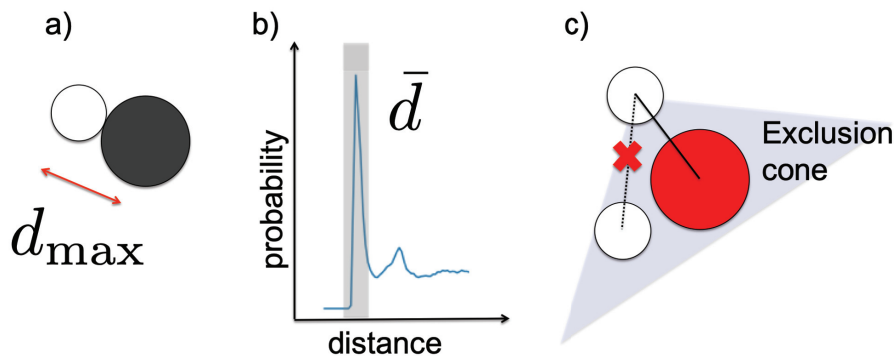 a)
d_max
b)
d̄
probability
distance
c)
Exclusion
cone